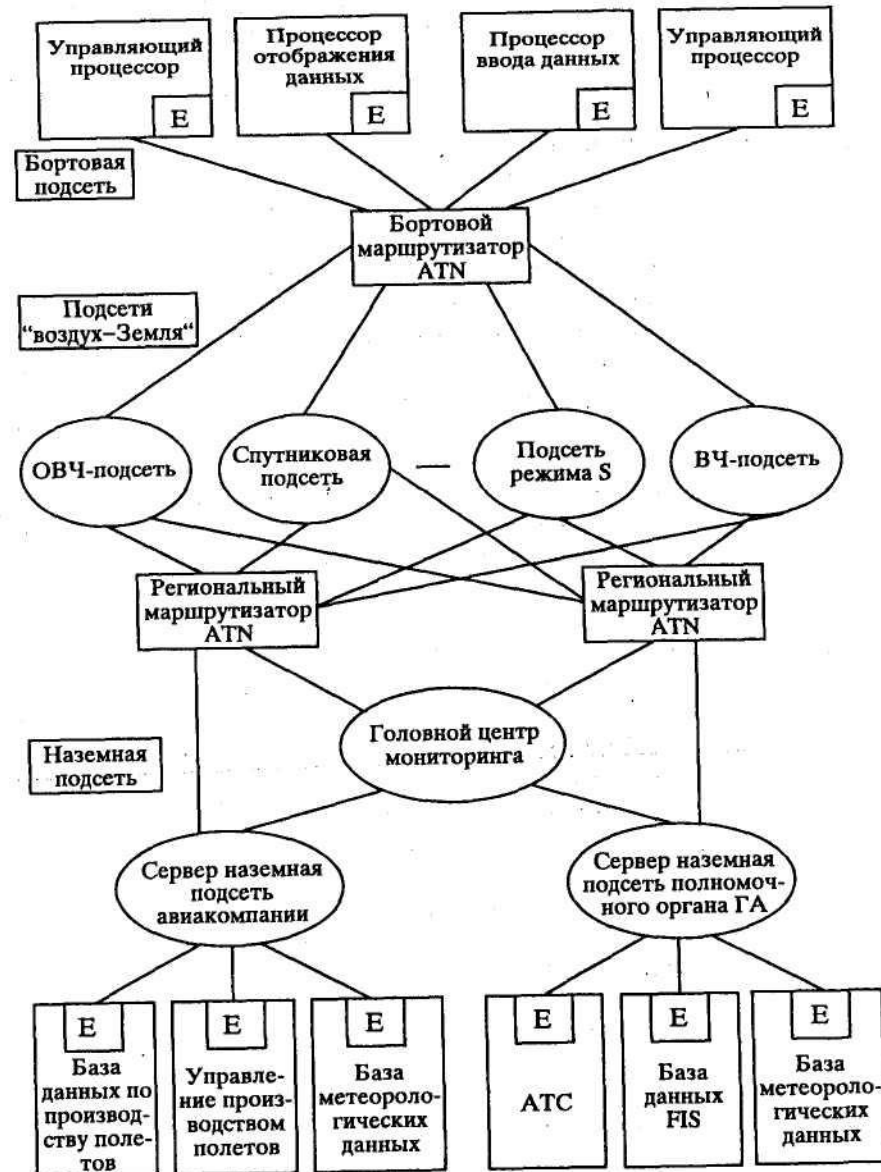 Управляющий
процессор
E
Процессор
отображения
данных
E
Процессор
ввода данных
E
Управляющий
процессор
E
Бортовая
подсеть
Бортовой
маршрутизатор
ATN
Подсети
“воздух–Земля“
ОВЧ-подсеть
Спутниковая
подсеть
Подсеть
режима S
ВЧ-подсеть
Региональный
маршрутизатор
ATN
Региональный
маршрутизатор
ATN
Головной центр
мониторинга
Наземная
подсеть
Сервер наземная
подсеть
авиакомпании
Сервер наземная
подсеть полномоч-
ного органа ГА
E
База
данных по
производ-
ству поле-
тов
E
Управле-
ние произ-
водством
полетов
E
База
метеороло-
гических
данных
E
АТС
E
База
данных
FIS
E
База
метеороло-
гических
данных